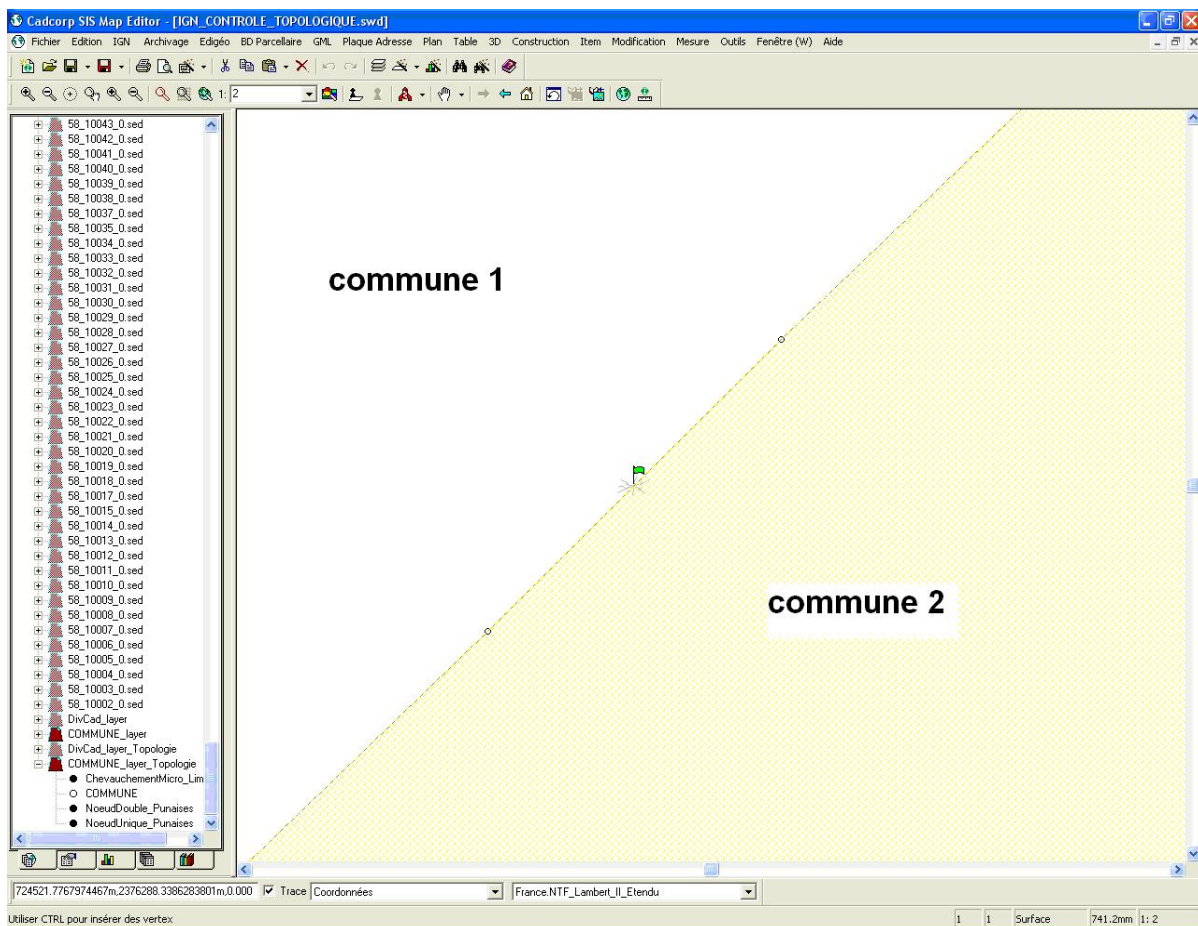 Cadcorp SIS Map Editor - [IGN_CONTROLE_TOPOLOGIQUE.swd]
Fichier Edition IGN Archivage Edigéo BD Parcellaire GML Plaque Adresse Plan Table 3D Construction Item Modification Mesure Outils Fenêtre (W) Aide
1: 2
58_10043_0.sed
58_10042_0.sed
58_10041_0.sed
58_10040_0.sed
58_10039_0.sed
58_10038_0.sed
58_10037_0.sed
58_10035_0.sed
58_10034_0.sed
58_10033_0.sed
58_10032_0.sed
58_10031_0.sed
58_10030_0.sed
58_10029_0.sed
58_10028_0.sed
58_10027_0.sed
58_10026_0.sed
58_10025_0.sed
58_10024_0.sed
58_10023_0.sed
58_10022_0.sed
58_10021_0.sed
58_10020_0.sed
58_10019_0.sed
58_10018_0.sed
58_10017_0.sed
58_10015_0.sed
58_10014_0.sed
58_10013_0.sed
58_10012_0.sed
58_10011_0.sed
58_10010_0.sed
58_10009_0.sed
58_10008_0.sed
58_10007_0.sed
58_10006_0.sed
58_10005_0.sed
58_10004_0.sed
58_10003_0.sed
58_10002_0.sed
DivCad_layer
COMMUNE_layer
DivCad_layer_Topologie
COMMUNE_layer_Topologie
ChevauchementMicro_Lim
COMMUNE
NoeudDouble_Punaises
NoeudUnique_Punaises
commune 1
commune 2
724521.7767974467m,2376288.3386283801m,0.000 Trace Coordonnées France.NTF_Lambert_II_Etendu
Utiliser CTRL pour insérer des vertex 1 1 Surface 741.2mm 1: 2